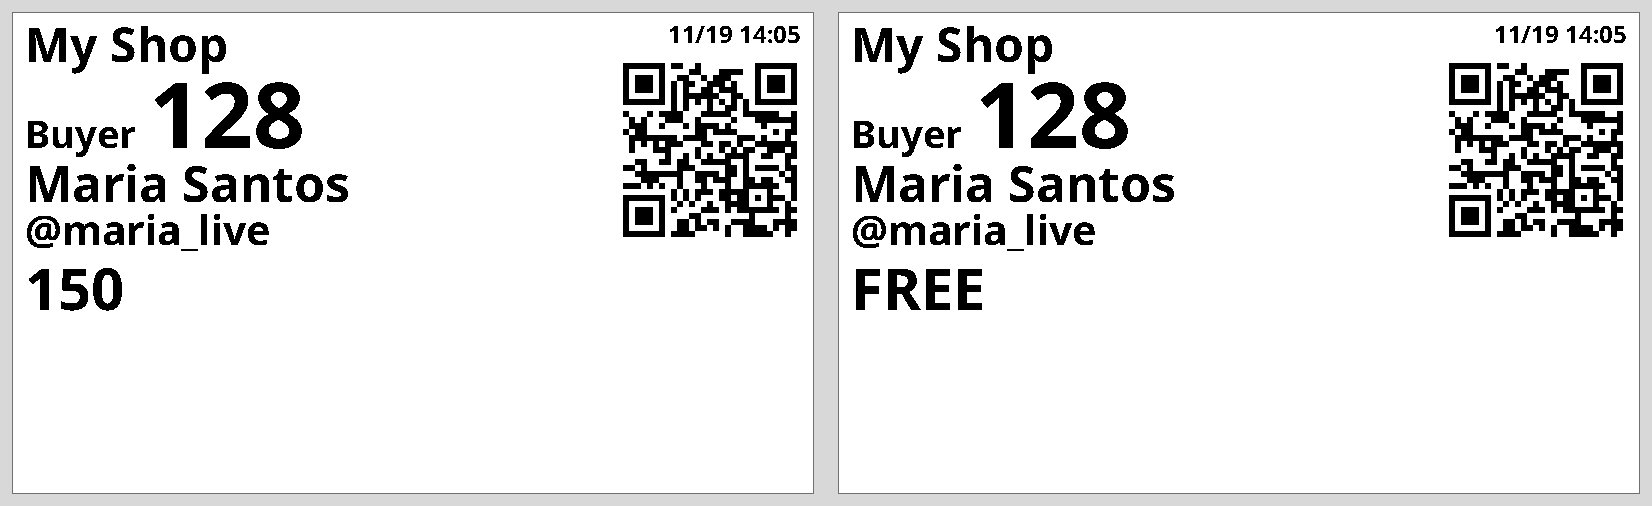 My Shop
11/19 14:05
Buyer 128
Maria Santos
@maria_live
150
My Shop
11/19 14:05
Buyer 128
Maria Santos
@maria_live
FREE